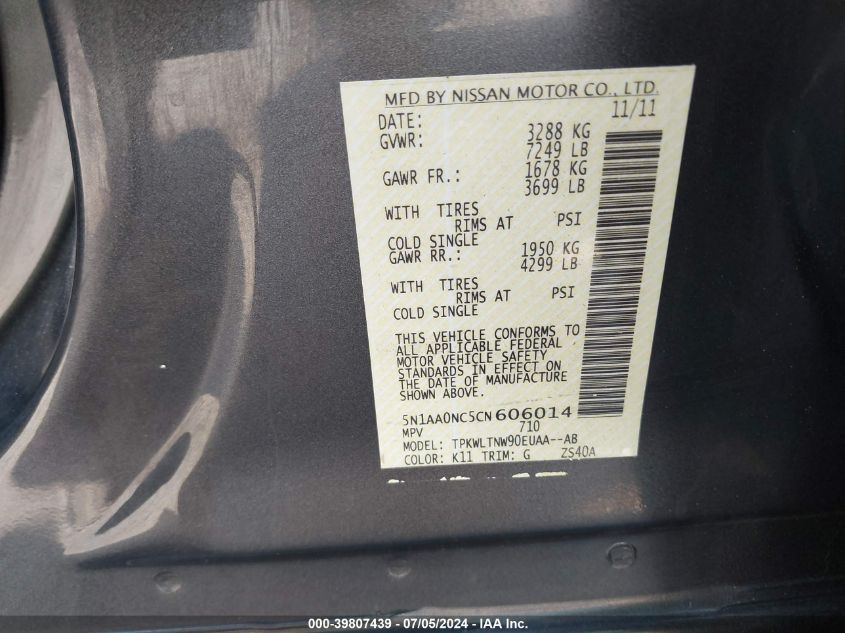 MFD BY NISSAN MOTOR CO., LTD.
DATE: 11/11
GVWR: 3288 KG
7249 LB
GAWR FR.: 1678 KG
3699 LB
WITH TIRES
RIMS AT PSI
COLD SINGLE
GAWR RR.: 1950 KG
4299 LB
WITH TIRES
RIMS AT PSI
COLD SINGLE
THIS VEHICLE CONFORMS TO
ALL APPLICABLE FEDERAL
MOTOR VEHICLE SAFETY
STANDARDS IN EFFECT ON
THE DATE OF MANUFACTURE
SHOWN ABOVE.
5N1AA0NC5CN606014
MPV 710
MODEL: TPKWLTNW90EUAA--AB
COLOR: K11 TRIM: G ZS40A
000-39807439 - 07/05/2024 - IAA Inc.